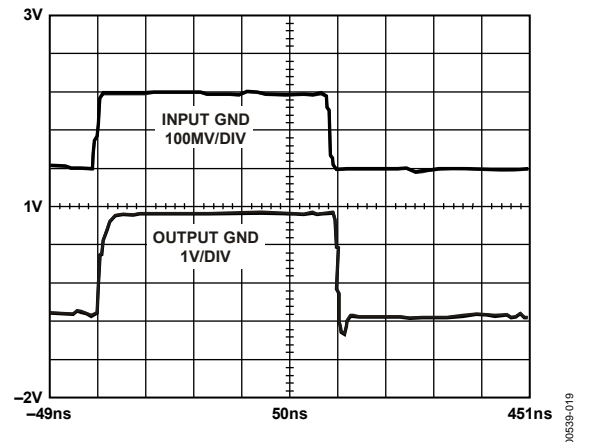 3V
INPUT GND
100MV/DIV
1V
OUTPUT GND
1V/DIV
–2V
–49ns
50ns
451ns
00539-019